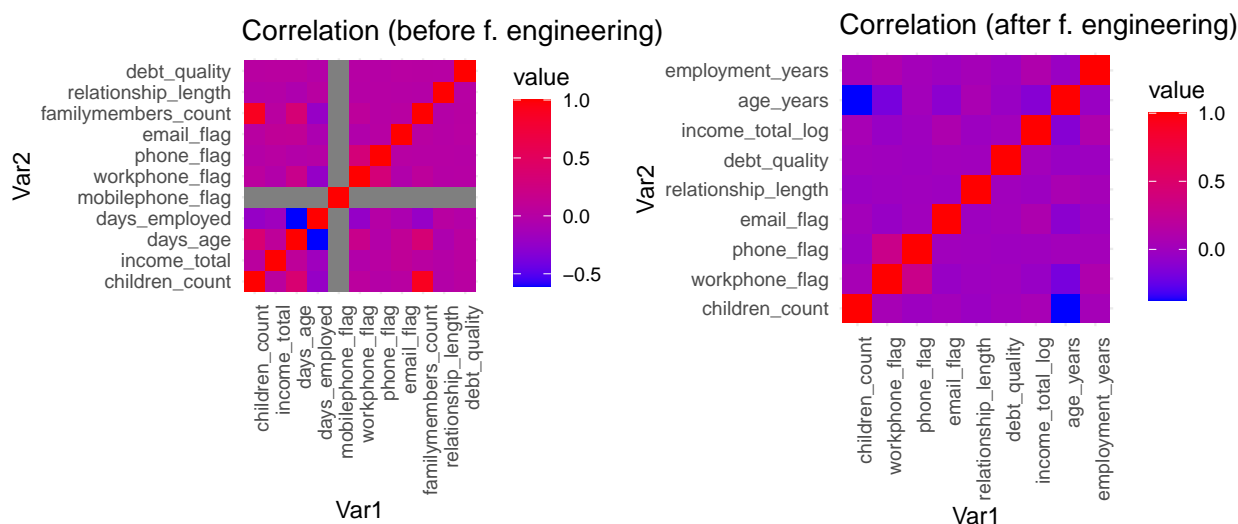 Correlation (before f. engineering)
debt_quality
relationship_length
familymembers_count
email_flag
phone_flag
workphone_flag
mobilephone_flag
days_employed
days_age
income_total
children_count
Var2
children_count
income_total
days_age
days_employed
mobilephone_flag
workphone_flag
phone_flag
email_flag
familymembers_count
relationship_length
debt_quality
Var1
value
1.0
0.5
0.0
−0.5
Correlation (after f. engineering)
employment_years
age_years
income_total_log
debt_quality
relationship_length
email_flag
phone_flag
workphone_flag
children_count
Var2
children_count
workphone_flag
phone_flag
email_flag
relationship_length
debt_quality
income_total_log
age_years
employment_years
Var1
value
1.0
0.5
0.0